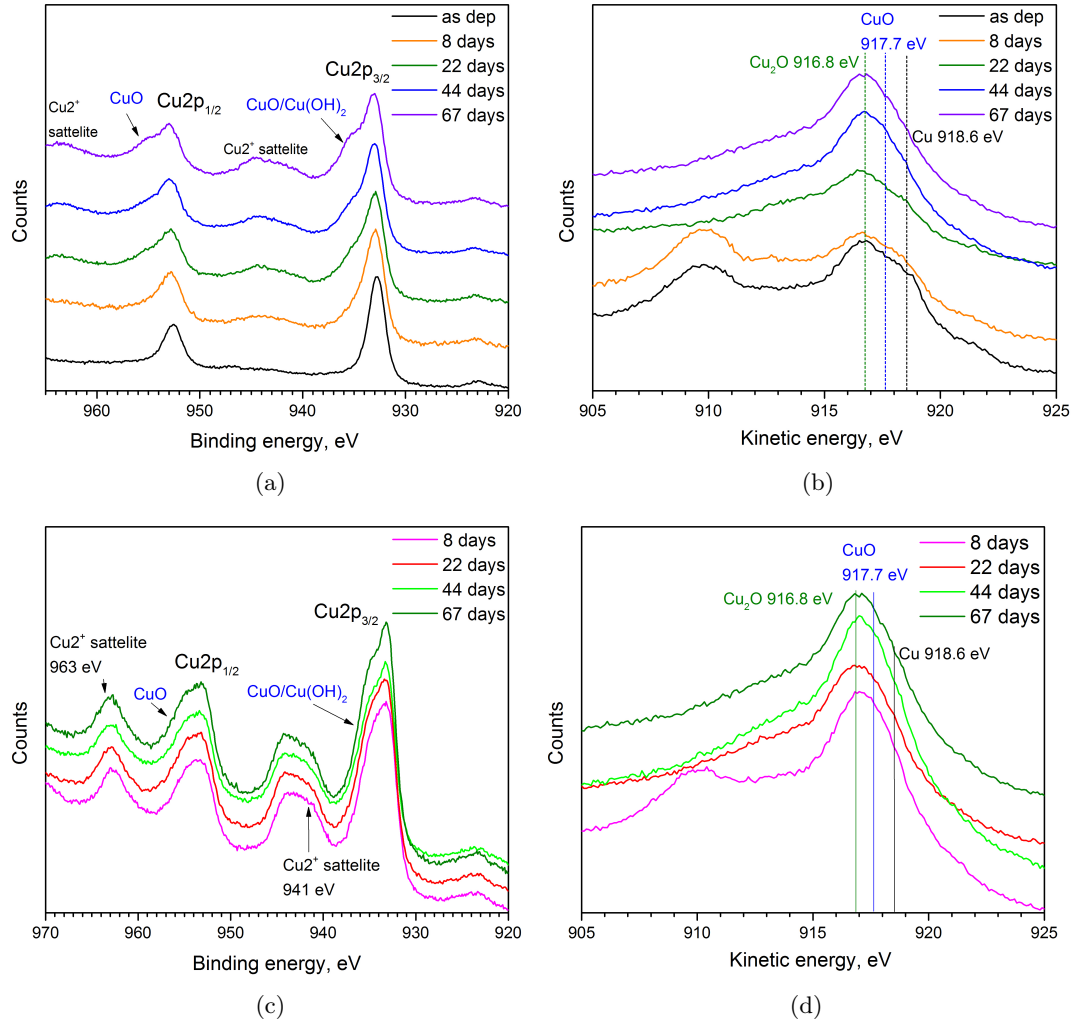 as dep
8 days
22 days
44 days
67 days
Cu2p3/2
Cu2p1/2
CuO
CuO/Cu(OH)2
Cu2+
sattelite
Cu2+ sattelite
Counts
960
950
940
930
920
Binding energy, eV
(a)
as dep
8 days
22 days
44 days
67 days
CuO
917.7 eV
Cu2O 916.8 eV
Cu 918.6 eV
Counts
905
910
915
920
925
Kinetic energy, eV
(b)
8 days
22 days
44 days
67 days
Cu2p3/2
Cu2+ sattelite
963 eV
Cu2p1/2
CuO
CuO/Cu(OH)2
Cu2+ sattelite
941 eV
Counts
970
960
950
940
930
920
Binding energy, eV
(c)
8 days
22 days
44 days
67 days
CuO
917.7 eV
Cu2O 916.8 eV
Cu 918.6 eV
Counts
905
910
915
920
925
Kinetic energy, eV
(d)